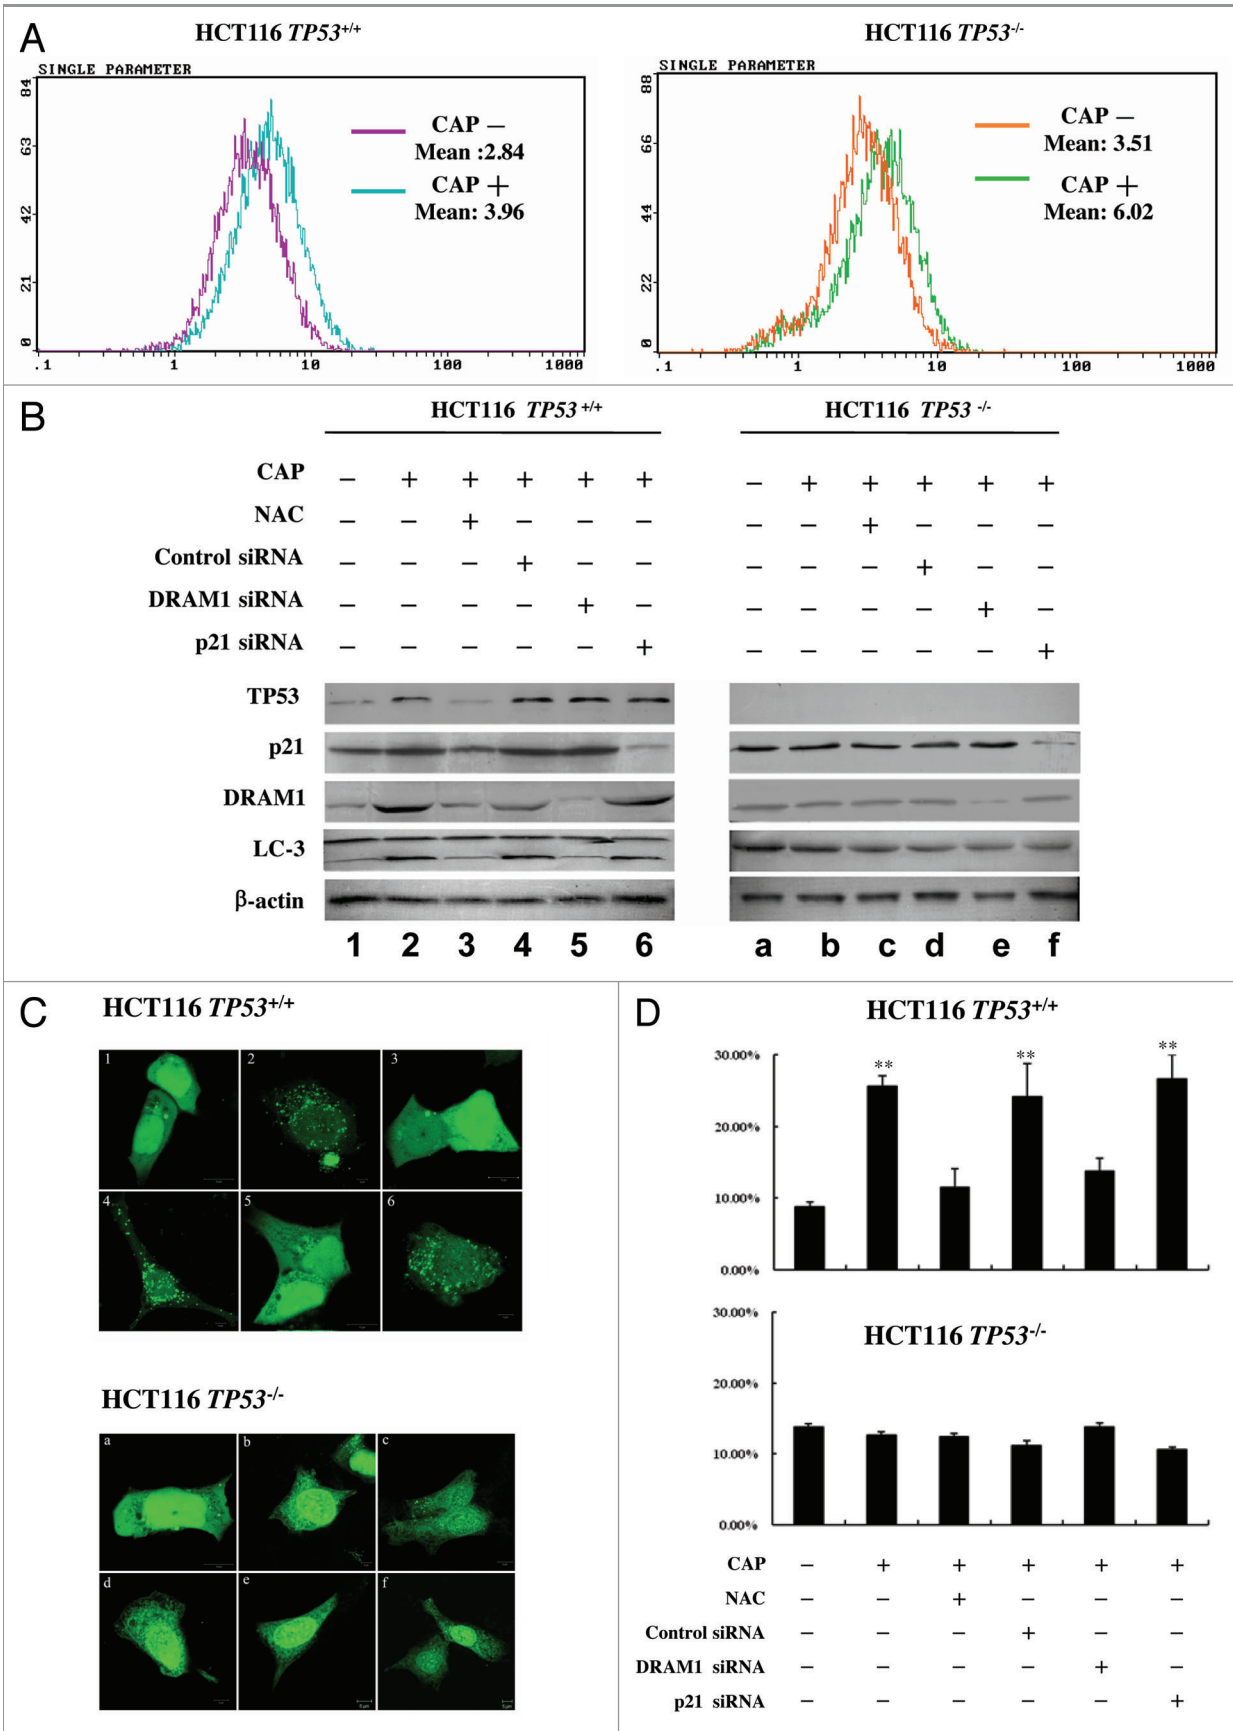 A
HCT116 TP53+/+
SINGLE PARAMETER
84
63
42
21
0
.1 1 10 100 1000
CAP −
Mean :2.84
CAP +
Mean: 3.96
HCT116 TP53-/-
SINGLE PARAMETER
88
66
44
22
0
.1 1 10 100 1000
CAP −
Mean: 3.51
CAP +
Mean: 6.02
B
HCT116 TP53 +/+ HCT116 TP53 -/-
CAP − + + + + + − + + + + +
NAC − − + − − − − − + − − −
Control siRNA − − − + − − − − − + − −
DRAM1 siRNA − − − − + − − − − − + −
p21 siRNA − − − − − + − − − − − +
TP53
p21
DRAM1
LC-3
β-actin
1 2 3 4 5 6 a b c d e f
C
HCT116 TP53+/+
1 2 3
4 5 6
HCT116 TP53-/-
a b c
d e f
5 μm 5 μm
D
HCT116 TP53+/+
30.00%
20.00%
10.00%
0.00%
** ** **
HCT116 TP53-/-
30.00%
20.00%
10.00%
0.00%
CAP − + + + + +
NAC − − + − − −
Control siRNA − − − + − −
DRAM1 siRNA − − − − + −
p21 siRNA − − − − − +